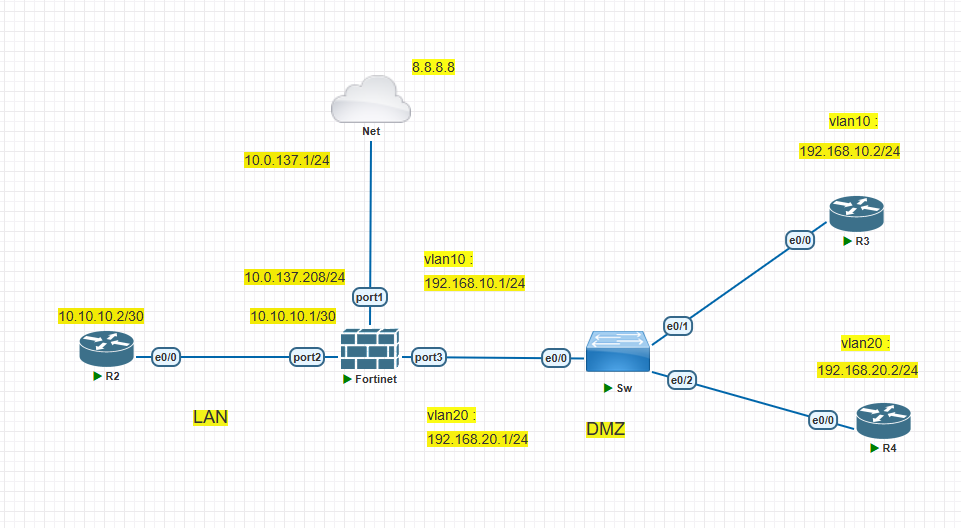 8.8.8.8
Net
10.0.137.1/24
vlan10 :
192.168.10.2/24
e0/0
R3
vlan10 :
192.168.10.1/24
10.0.137.208/24
port1
10.10.10.2/30
10.10.10.1/30
e0/1
R2
e0/0
port2
Fortinet
port3
e0/0
Sw
e0/2
vlan20 :
192.168.20.2/24
LAN
vlan20 :
192.168.20.1/24
DMZ
e0/0
R4